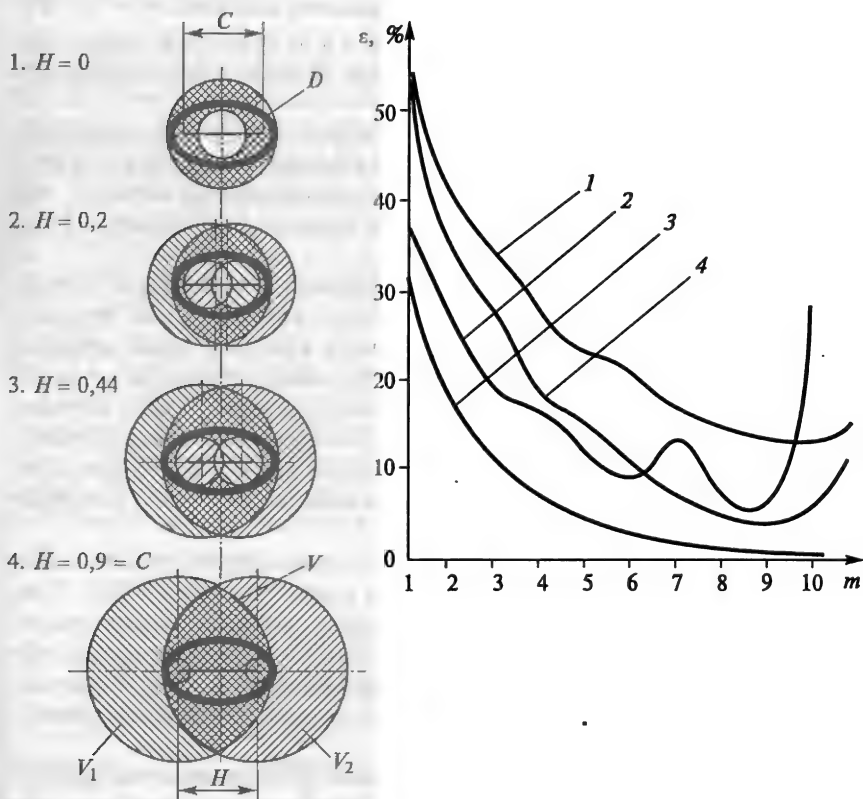 C
1. H = 0
D
2. H = 0,2
3. H = 0,44
4. H = 0,9 = C
V
V₁
H
V₂
ε, %
50
40
30
20
10
0
1
2
3
4
1 2 3 4 5 6 7 8 9 10 m